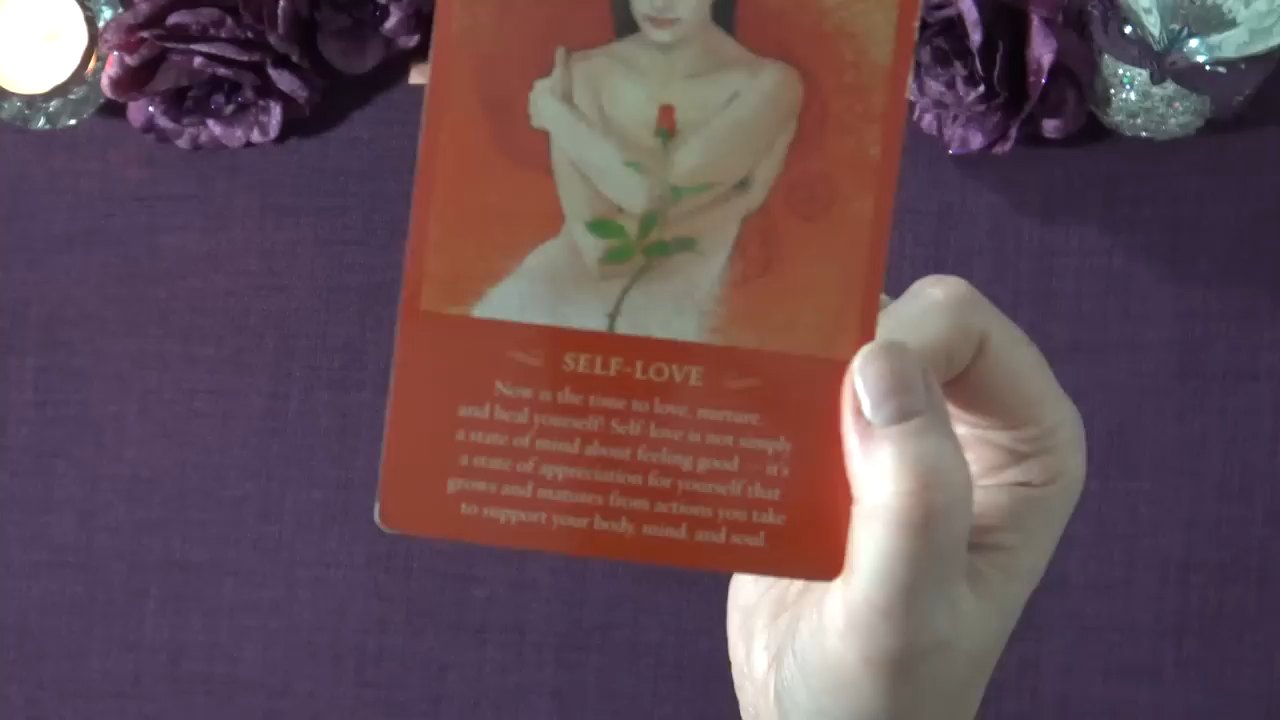 SELF-LOVE
Now is the time to love, nurture,
and heal yourself! Self-love is not simply
a state of mind about feeling good — it's
a state of appreciation for yourself that
grows and matures from actions you take
to support your body, mind, and soul.